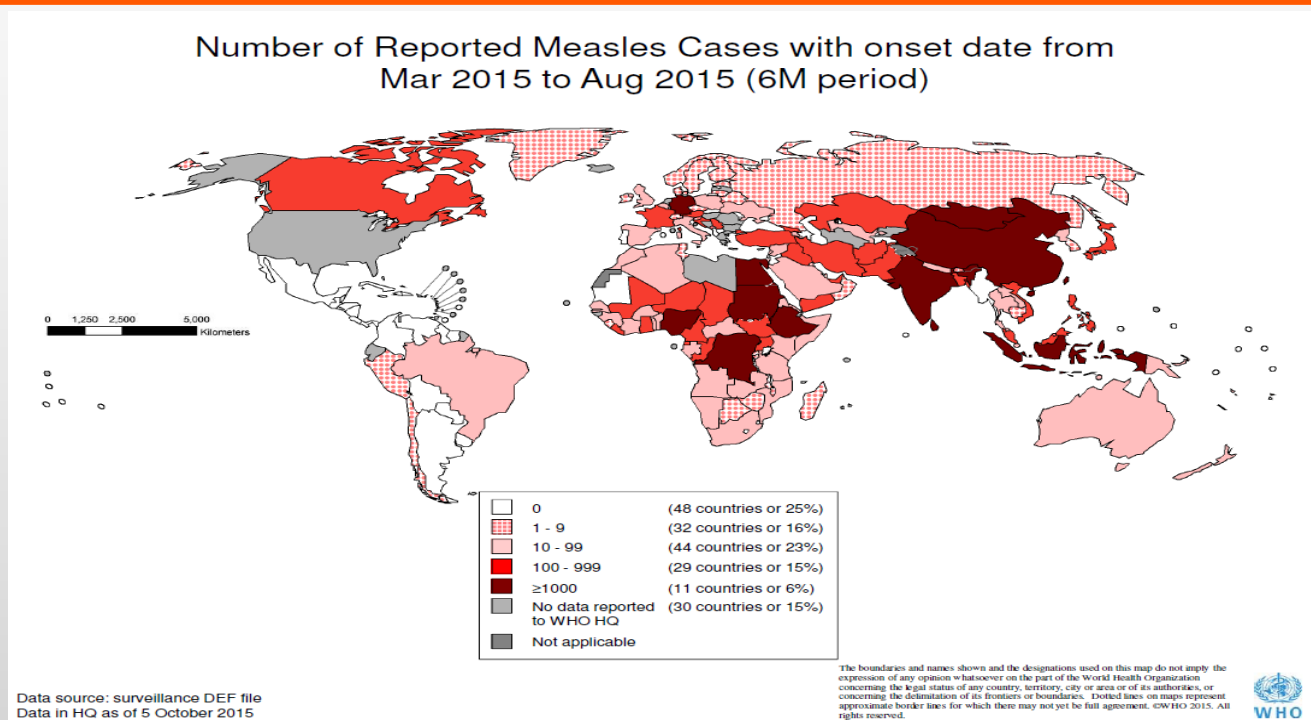 Number of Reported Measles Cases with onset date from
Mar 2015 to Aug 2015 (6M period)
0 1,250 2,500 5,000
Kilometers
0 (48 countries or 25%)
1 - 9 (32 countries or 16%)
10 - 99 (44 countries or 23%)
100 - 999 (29 countries or 15%)
≥1000 (11 countries or 6%)
No data reported (30 countries or 15%)
to WHO HQ
Not applicable
The boundaries and names shown and the designations used on this map do not imply the
expression of any opinion whatsoever on the part of the World Health Organization
concerning the legal status of any country, territory, city or area or of its authorities, or
concerning the delimitation of its frontiers or boundaries. Dotted lines on maps represent
approximate border lines for which there may not yet be full agreement. ©WHO 2015. All
rights reserved.
Data source: surveillance DEF file
Data in HQ as of 5 October 2015
WHO